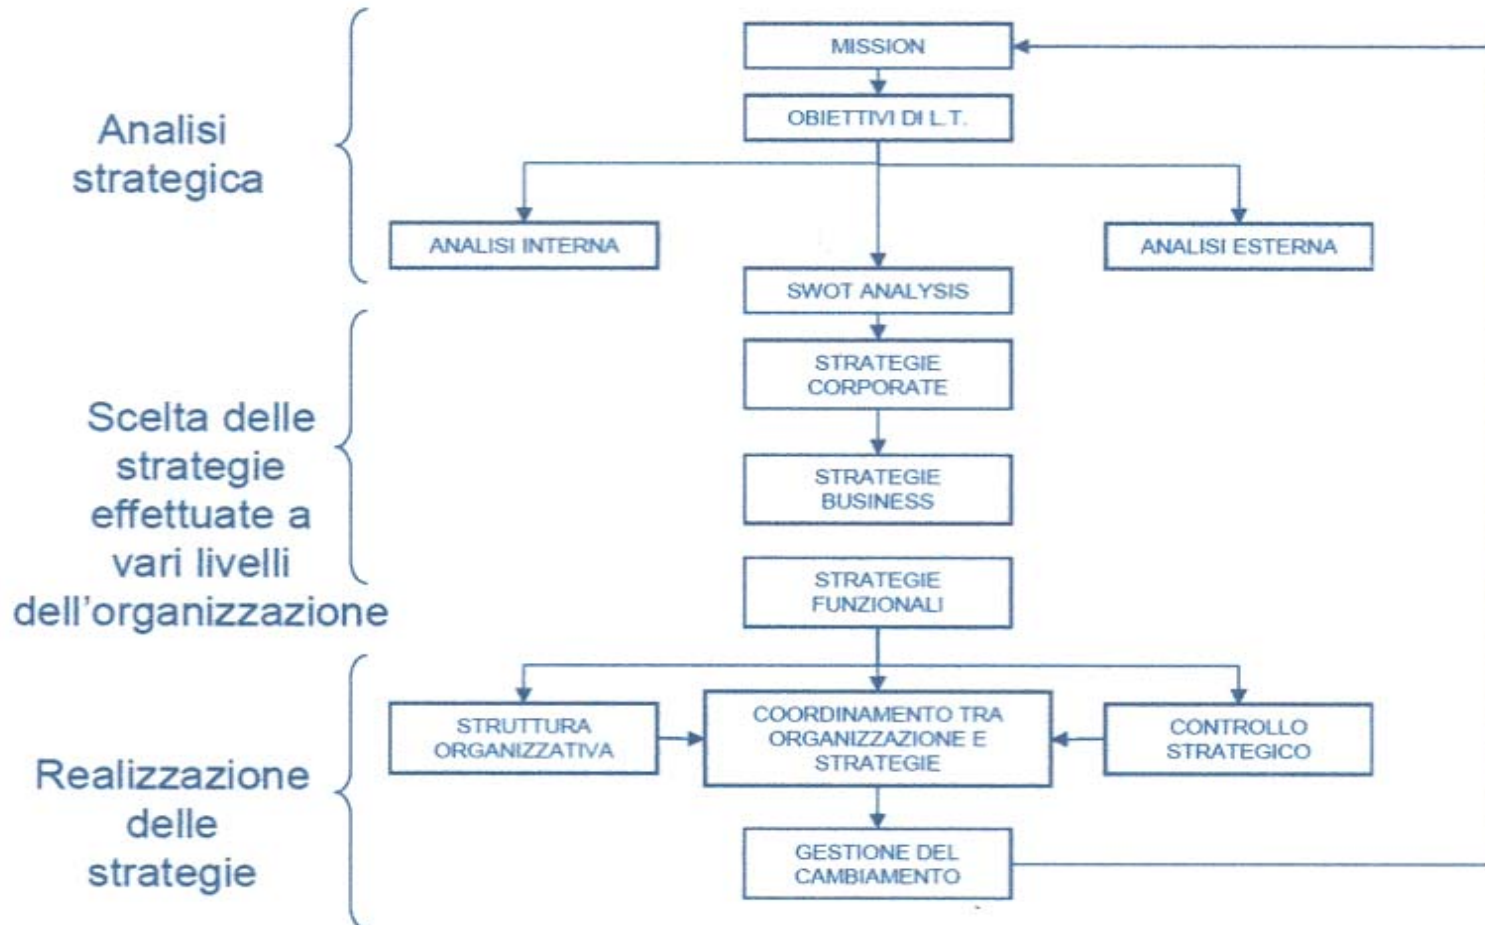 MISSION
OBIETTIVI DI L.T.
Analisi
strategica
ANALISI INTERNA
ANALISI ESTERNA
SWOT ANALYSIS
STRATEGIE
CORPORATE
Scelta delle
strategie
effettuate a
vari livelli
dell'organizzazione
STRATEGIE
BUSINESS
STRATEGIE
FUNZIONALI
STRUTTURA
ORGANIZZATIVA
COORDINAMENTO TRA
ORGANIZZAZIONE E
STRATEGIE
CONTROLLO
STRATEGICO
Realizzazione
delle
strategie
GESTIONE DEL
CAMBIAMENTO